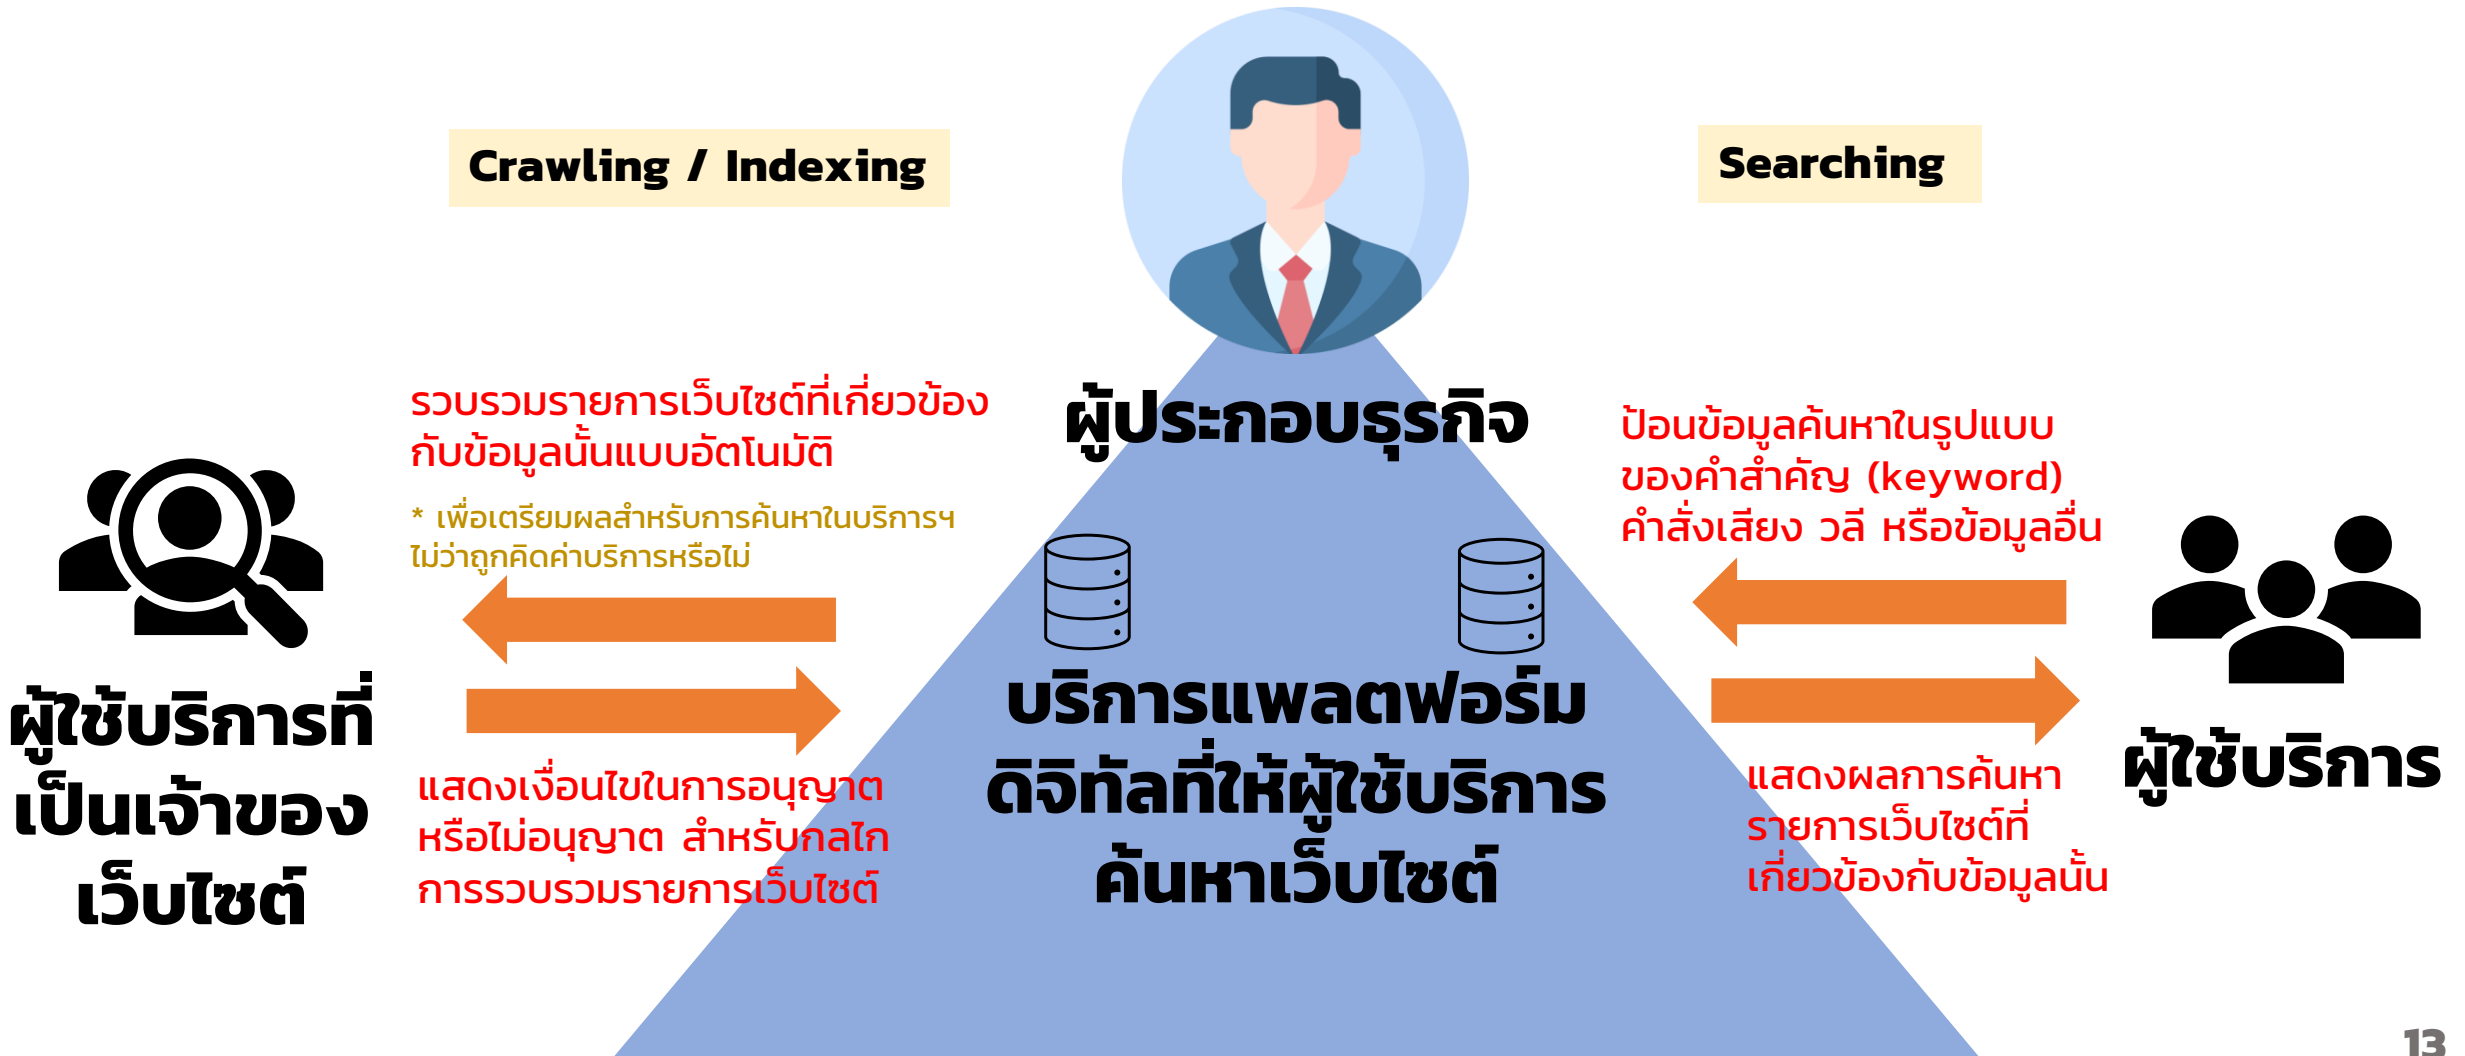 Crawling / Indexing
Searching
รวบรวมรายการเว็บไซต์ที่เกี่ยวข้อง
กับข้อมูลนั้นแบบอัตโนมัติ
* เพื่อเตรียมผลสำหรับการค้นหาในบริการฯ
ไม่ว่าถูกคิดค่าบริการหรือไม่
ผู้ใช้บริการที่
เป็นเจ้าของ
เว็บไซต์
แสดงเงื่อนไขในการอนุญาต
หรือไม่อนุญาต สำหรับกลไก
การรวบรวมรายการเว็บไซต์
ผู้ประกอบธุรกิจ
บริการแพลตฟอร์ม
ดิจิทัลที่ให้ผู้ใช้บริการ
ค้นหาเว็บไซต์
ป้อนข้อมูลค้นหาในรูปแบบ
ของคำสำคัญ (keyword)
คำสั่งเสียง วลี หรือข้อมูลอื่น
แสดงผลการค้นหา
รายการเว็บไซต์ที่
เกี่ยวข้องกับข้อมูลนั้น
ผู้ใช้บริการ
13